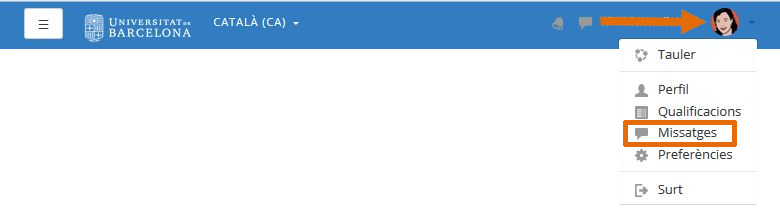 UNIVERSITAT DE
BARCELONA
CATALÀ (CA)
Tauler
Perfil
Qualificacions
Missatges
Preferències
Surt